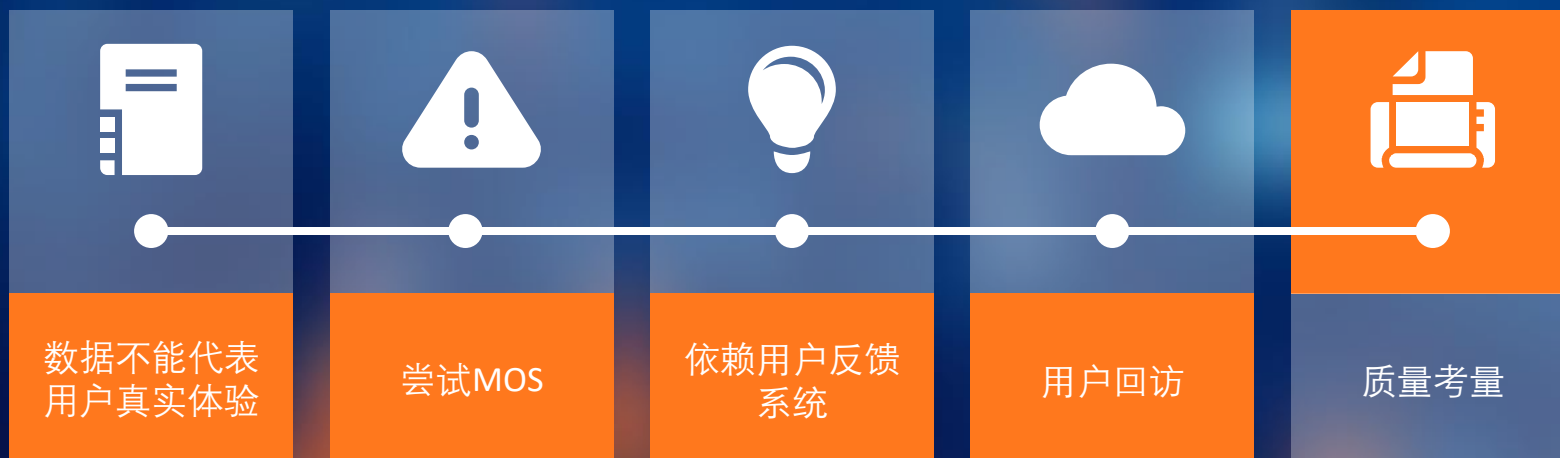 数据不能代表
用户真实体验
尝试MOS
依赖用户反馈
系统
用户回访
质量考量